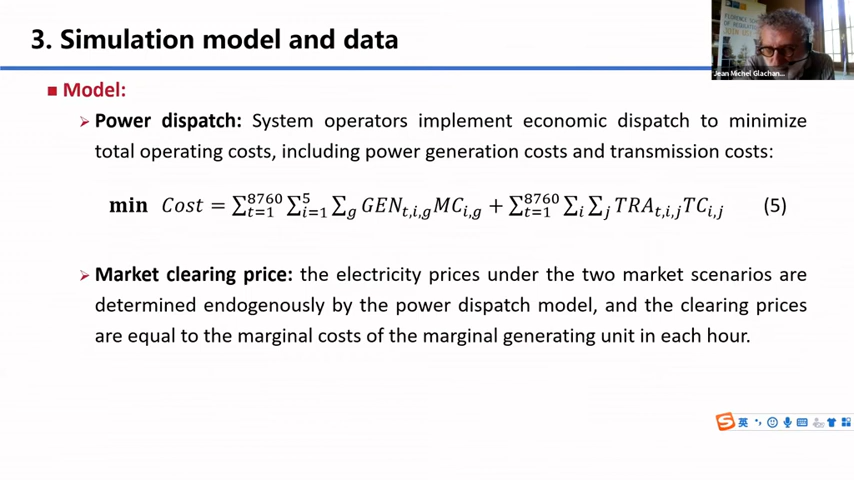 3. Simulation model and data
FLORENCE
SCHOOL
OF REGULATION
Jean Michel Glachan...
■ Model:
➢ Power dispatch: System operators implement economic dispatch to minimize
total operating costs, including power generation costs and transmission costs:
min Cost = ∑_{t=1}^{8760} ∑_{i=1}^{5} ∑_g GEN_{t,i,g} MC_{i,g} + ∑_{t=1}^{8760} ∑_i ∑_j TRA_{t,i,j} TC_{i,j} (5)
➢ Market clearing price: the electricity prices under the two market scenarios are
determined endogenously by the power dispatch model, and the clearing prices
are equal to the marginal costs of the marginal generating unit in each hour.
S 英